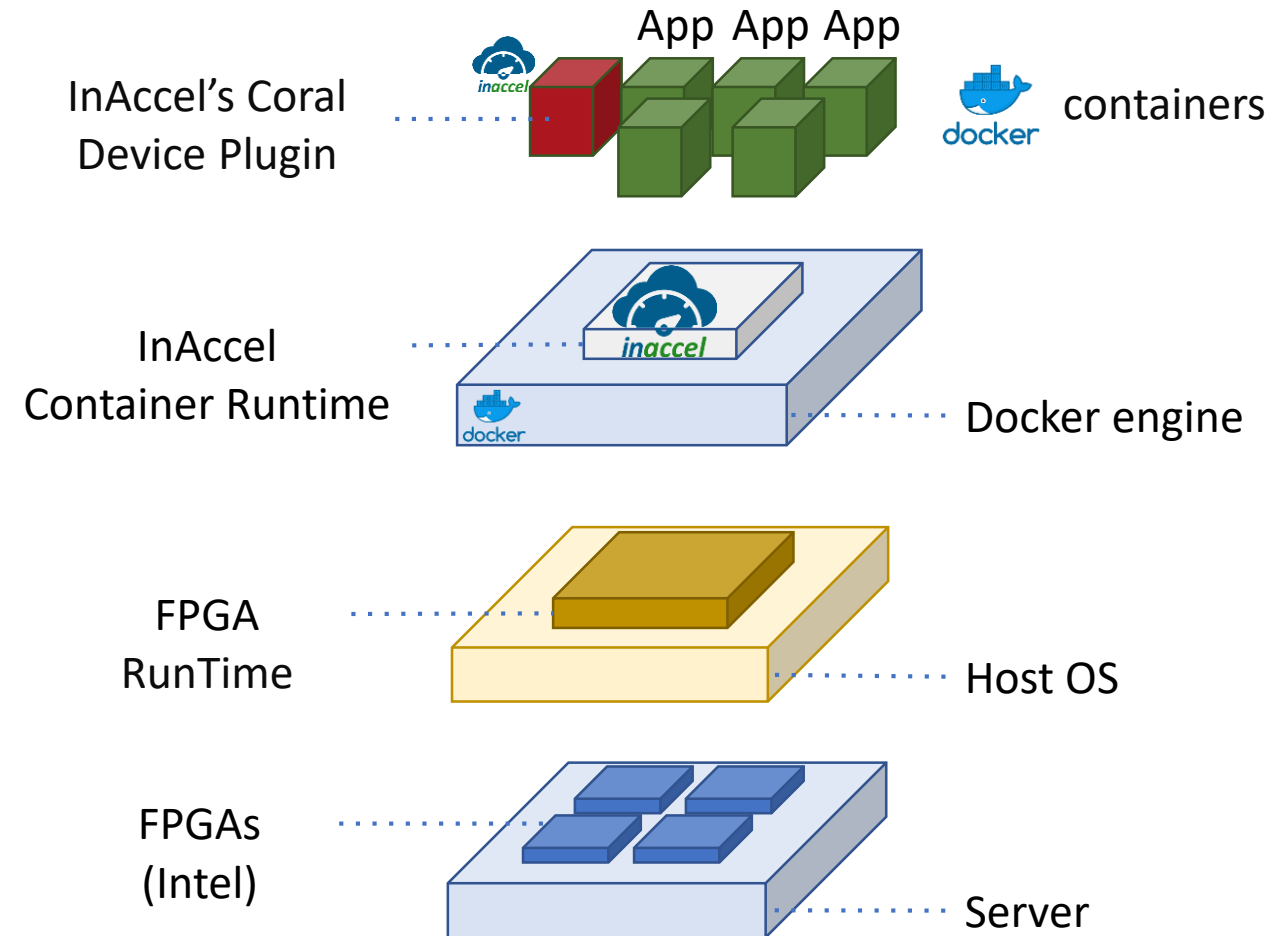 App App App
inaccel
InAccel's Coral
Device Plugin
docker
containers
inaccel
InAccel
Container Runtime
docker
Docker engine
FPGA
RunTime
Host OS
FPGAs
(Intel)
Server